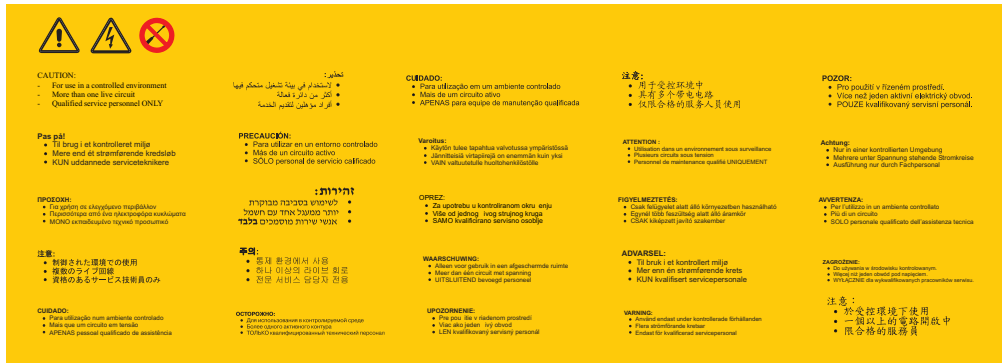 CAUTION:
- For use in a controlled environment
- More than one live circuit
- Qualified service personnel ONLY
تحذير:
• لاستخدام في بيئة تشغيل متحكم فيها
• أكثر من دائرة فعالة
• أفراد مؤهلين لتقديم الخدمة
CUIDADO:
• Para utilização em um ambiente controlado
• Mais de um circuito ativo
• APENAS para equipe de manutenção qualificada
注意:
• 用于受控环境中
• 具有多个带电电路
• 仅限合格的服务人员使用
POZOR:
• Pro použití v řízeném prostředí.
• Více než jeden aktivní elektrický obvod.
• POUZE kvalifikovaný servisní personál.
Pas på!
• Til brug i et kontrolleret miljø
• Mere end ét strømførende kredsløb
• KUN uddannede serviceteknikere
PRECAUCIÓN:
• Para utilizar en un entorno controlado
• Más de un circuito activo
• SÓLO personal de servicio calificado
Varoitus:
• Käytön tulee tapahtua valvotussa ympäristössä
• Jännitteisiä virtapiirejä on enemmän kuin yksi
• VAIN valtuutetulle huoltohenkilöstölle
ATTENTION :
• Utilisation dans un environnement sous surveillance
• Plusieurs circuits sous tension
• Personnel de maintenance qualifié UNIQUEMENT
Achtung:
• Nur in einer kontrollierten Umgebung
• Mehrere unter Spannung stehende Stromkreise
• Ausführung nur durch Fachpersonal
ΠΡΟΣΟΧΗ:
• Για χρήση σε ελεγχόμενο περιβάλλον
• Περισσότερα από ένα ηλεκτροφόρα κυκλώματα
• ΜΟΝΟ εκπαιδευμένο τεχνικό προσωπικό
זהירות:
• לשימוש בסביבה מבוקרת
• יותר ממעגל אחד עם חשמל
• אנשי שירות מוסמכים בלבד
OPREZ:
• Za upotrebu u kontroliranom okru enju
• Više od jednog ivog strujnog kruga
• SAMO kvalificirano servisno osoblje
FIGYELMEZTETÉS:
• Csak felügyelet alatt álló környezetben használható
• Egynél több feszültség alatt álló áramkör
• CSAK kiképzett javító szakember
AVVERTENZA:
• Per l'utilizzo in un ambiente controllato
• Più di un circuito
• SOLO personale qualificato dell'assistenza tecnica
注意:
• 制御された環境での使用
• 複数のライブ回線
• 資格のあるサービス技術員のみ
주의:
• 통제 환경에서 사용
• 하나 이상의 라이브 회로
• 전문 서비스 담당자 전용
WAARSCHUWING:
• Alleen voor gebruik in een afgeschermde ruimte
• Meer dan één circuit met spanning
• UITSLUITEND bevoegd personeel
ADVARSEL:
• Til bruk i et kontrollert miljø
• Mer enn én strømførende krets
• KUN kvalifisert servicepersonale
ZAGROŻENIE:
• Do używania w środowisku kontrolowanym.
• Więcej niż jeden obwód pod napięciem.
• WYŁĄCZNIE dla wykwalifikowanych pracowników serwisu.
CUIDADO:
• Para utilização num ambiente controlado
• Mais que um circuito em tensão
• APENAS pessoal qualificado de assistência
ОСТОРОЖНО:
• Для использования в контролируемой среде
• Более одного активного контура
• ТОЛЬКО квалифицированный технический персонал
UPOZORNENIE:
• Pre pou itie v riadenom prostredí
• Viac ako jeden ivý obvod
• LEN kvalifikovaný servisný personál
VARNING:
• Använd endast under kontrollerade förhållanden
• Flera strömförande kretsar
• Endast för kvalificerad servicepersonal
注意：
• 於受控環境下使用
• 一個以上的電路開啟中
• 限合格的服務員